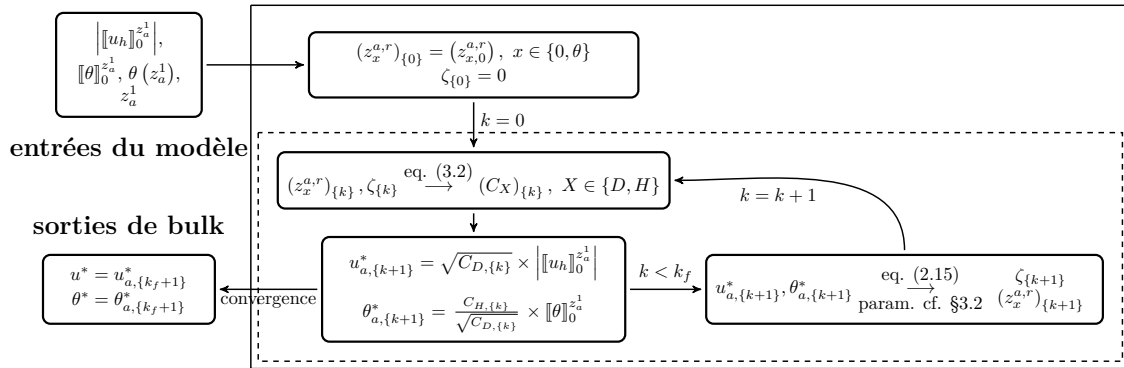 |⟦u_h⟧_0^{z_a^1}|,
⟦θ⟧_0^{z_a^1}, θ (z_a^1),
z_a^1
(z_x^{a,r})_{{0}} = (z_{x,0}^{a,r}), x ∈ {0, θ}
ζ_{{0}} = 0
k = 0
entrées du modèle
(z_x^{a,r})_{{k}}, ζ_{{k}} eq. (3.2) ⟶ (C_X)_{{k}}, X ∈ {D, H}
k = k + 1
sorties de bulk
u* = u*_{a,{k_f+1}}
θ* = θ*_{a,{k_f+1}}
convergence
u*_{a,{k+1}} = √C_{D,{k}} × |⟦u_h⟧_0^{z_a^1}|
θ*_{a,{k+1}} = C_{H,{k}} / √C_{D,{k}} × ⟦θ⟧_0^{z_a^1}
k < k_f
u*_{a,{k+1}}, θ*_{a,{k+1}} eq. (2.15) ⟶ param. cf. §3.2 ζ_{{k+1}}
(z_x^{a,r})_{{k+1}}